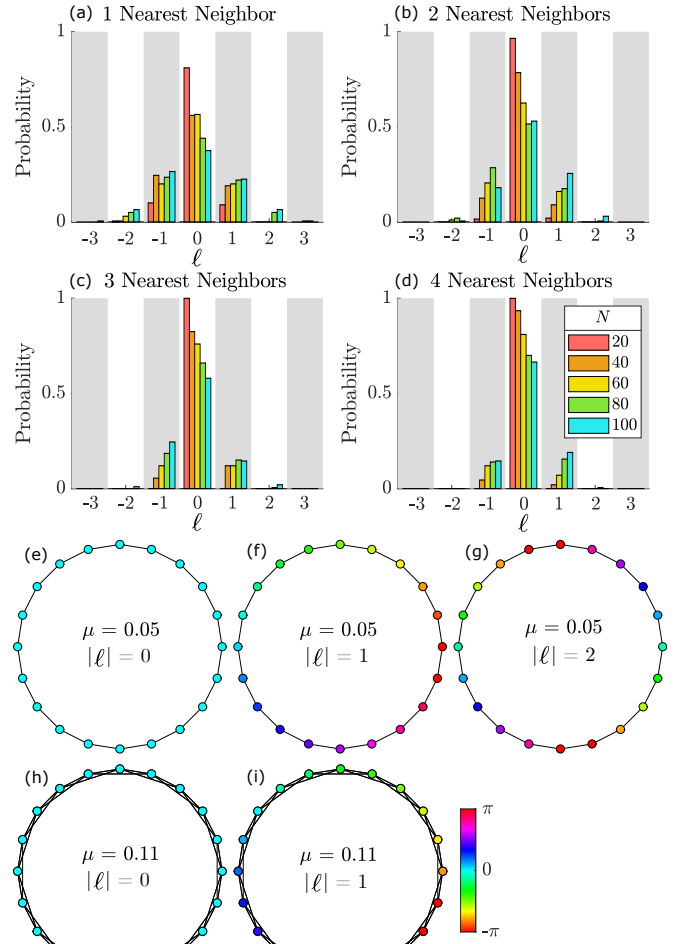 (a) 1 Nearest Neighbor
(b) 2 Nearest Neighbors
1
0.5
0
Probability
-3 -2 -1 0 1 2 3
ℓ
1
0.5
0
Probability
-3 -2 -1 0 1 2 3
ℓ
(c) 3 Nearest Neighbors
(d) 4 Nearest Neighbors
1
0.5
0
Probability
-3 -2 -1 0 1 2 3
ℓ
1
0.5
0
Probability
-3 -2 -1 0 1 2 3
ℓ
N
20
40
60
80
100
(e)
μ = 0.05
|ℓ| = 0
(f)
μ = 0.05
|ℓ| = 1
(g)
μ = 0.05
|ℓ| = 2
(h)
μ = 0.11
|ℓ| = 0
(i)
μ = 0.11
|ℓ| = 1
π
0
-π